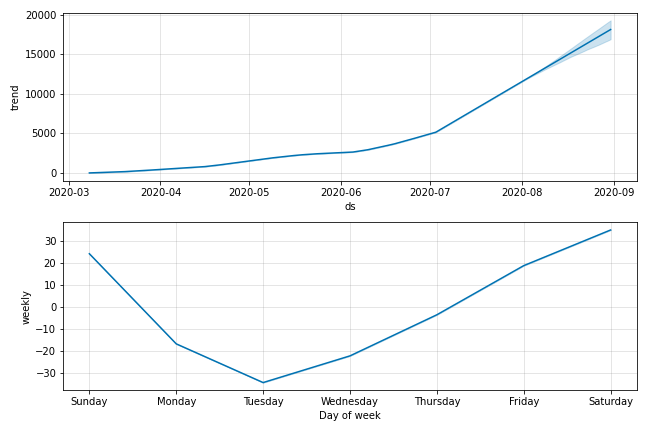 20000
15000
10000
5000
0
trend
2020-03 2020-04 2020-05 2020-06 2020-07 2020-08 2020-09
ds
30
20
10
0
−10
−20
−30
weekly
Sunday Monday Tuesday Wednesday Thursday Friday Saturday
Day of week